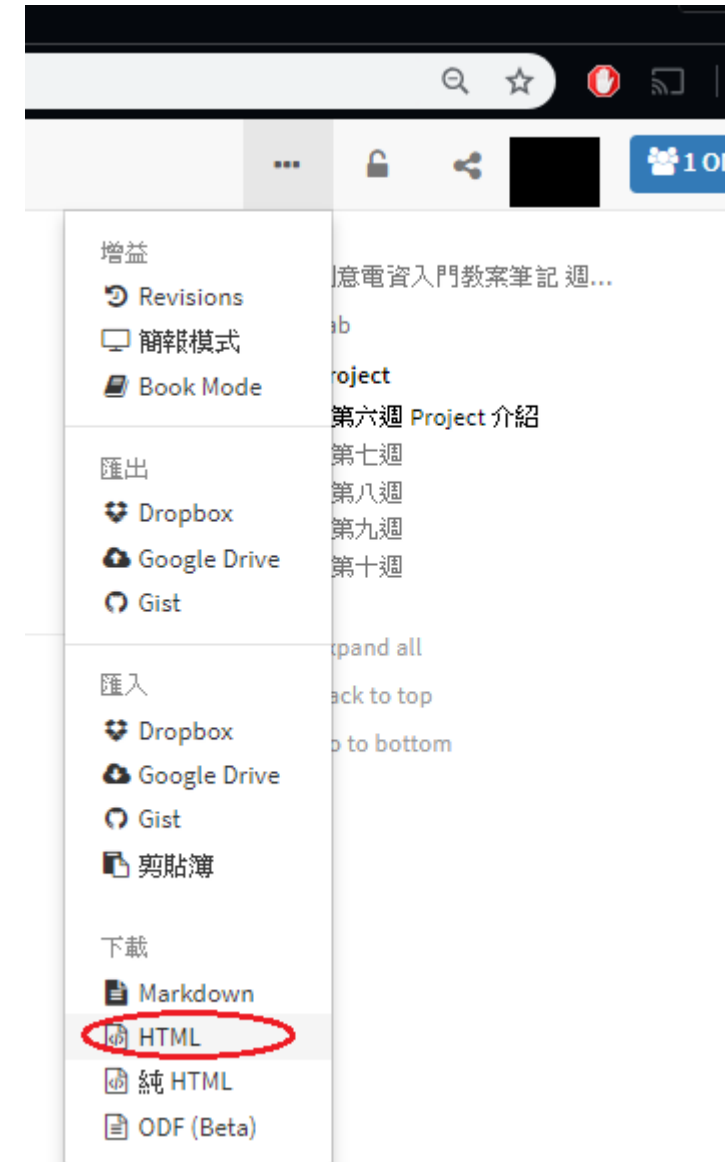 1 O
增益
Revisions
簡報模式
Book Mode
匯出
Dropbox
Google Drive
Gist
匯入
Dropbox
Google Drive
Gist
剪貼簿
下載
Markdown
HTML
純 HTML
ODF (Beta)
意電資入門教案筆記 週...
ab
roject
第六週 Project 介紹
第七週
第八週
第九週
第十週
pand all
ack to top
o to bottom